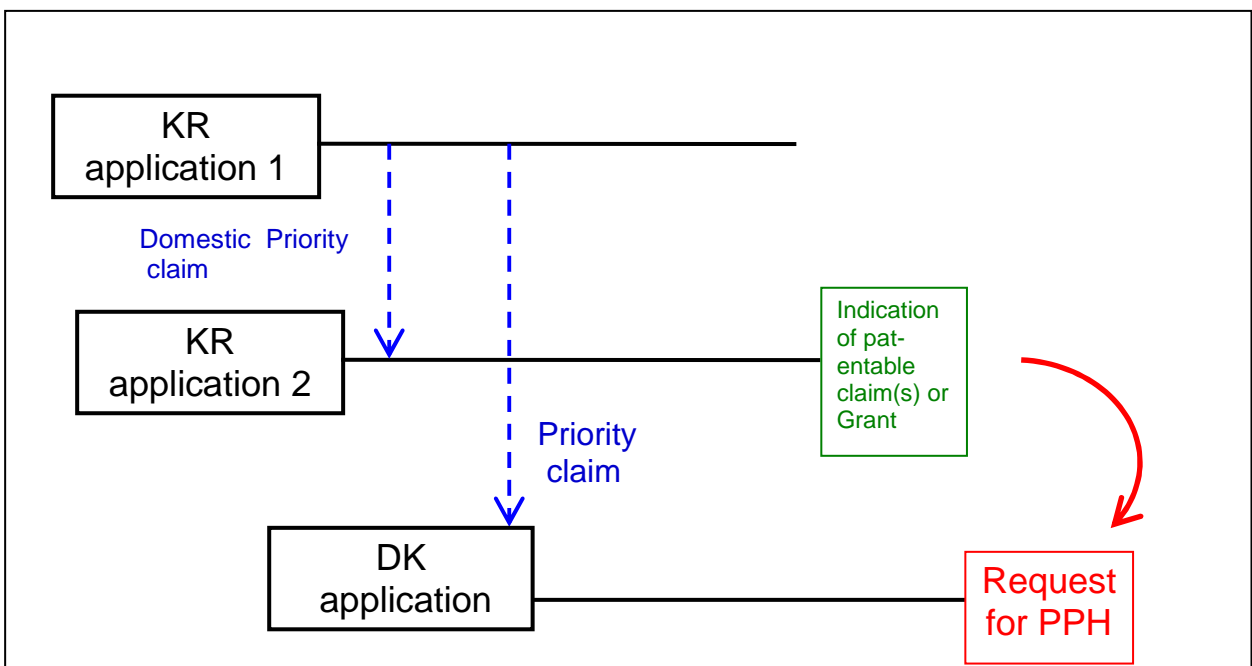 KR
application 1
Domestic Priority
claim
KR
application 2
Indication
of pat-
entable
claim(s) or
Grant
Priority
claim
DK
application
Request
for PPH